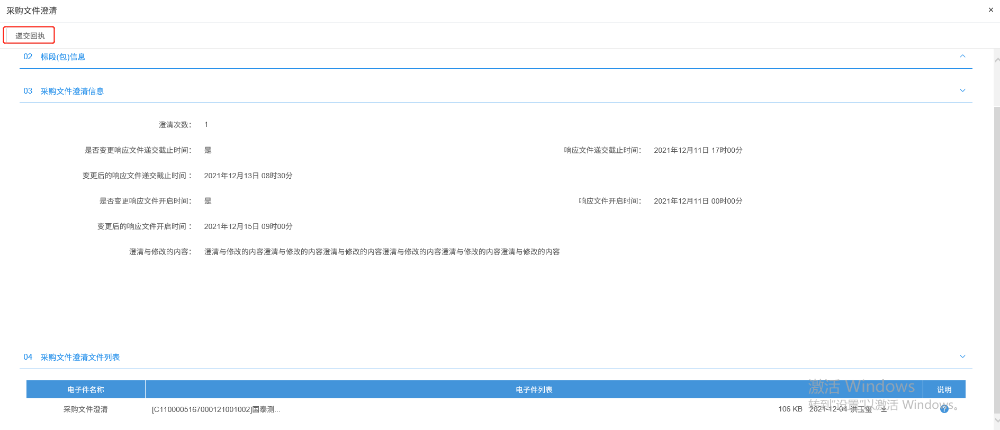 采购文件澄清
×
递交回执
02 标段(包)信息
03 采购文件澄清信息
澄清次数： 1
是否变更响应文件递交截止时间： 是 响应文件递交截止时间： 2021年12月11日 17时00分
变更后的响应文件递交截止时间 ： 2021年12月13日 08时30分
是否变更响应文件开启时间： 是 响应文件开启时间： 2021年12月11日 00时00分
变更后的响应文件开启时间 ： 2021年12月15日 09时00分
澄清与修改的内容： 澄清与修改的内容澄清与修改的内容澄清与修改的内容澄清与修改的内容澄清与修改的内容澄清与修改的内容
04 采购文件澄清文件列表
电子件名称 电子件列表 说明
采购文件澄清 [C1100005167000121001002]国泰测... 106 KB 2021-12-04 洪玉玺
激活 Windows
转到“设置”以激活 Windows。